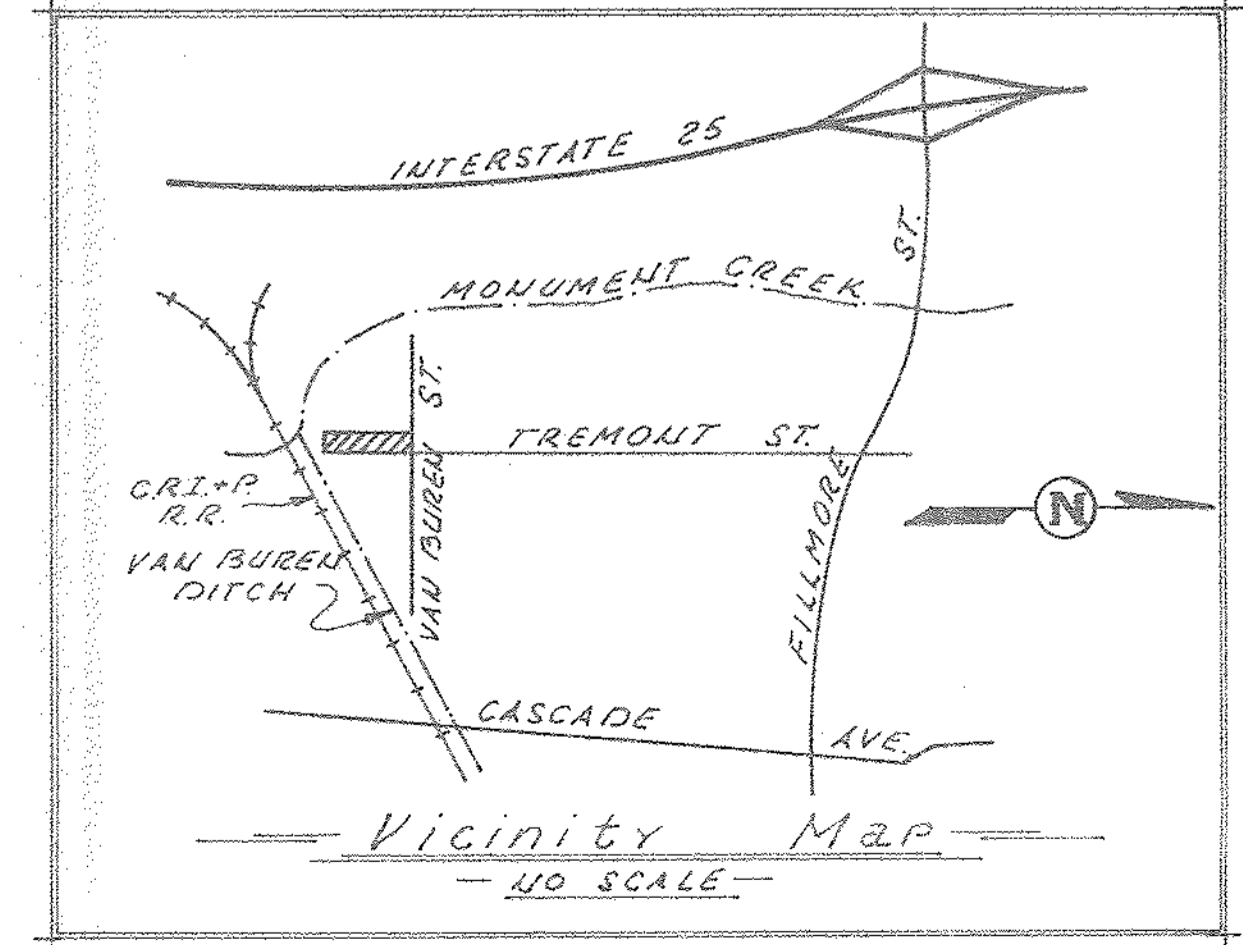 INTERSTATE 25
ST.
MONUMENT CREEK
VAN BUREN ST.
TREMONT ST.
C.R.I.+P.
R.R.
N
VAN BUREN
DITCH
FILLMORE
CASCADE AVE.
Vicinity Map
NO SCALE